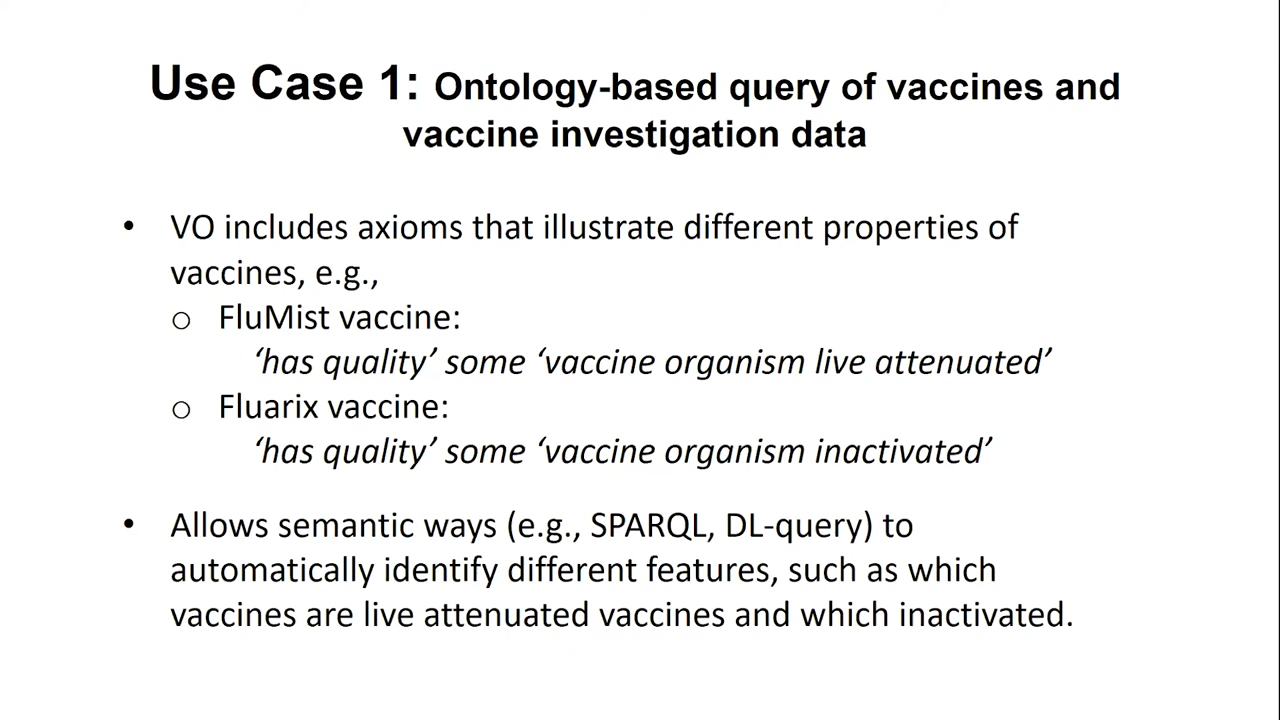 Use Case 1: Ontology-based query of vaccines and
vaccine investigation data
• VO includes axioms that illustrate different properties of
vaccines, e.g.,
o FluMist vaccine:
‘has quality’ some ‘vaccine organism live attenuated’
o Fluarix vaccine:
‘has quality’ some ‘vaccine organism inactivated’
• Allows semantic ways (e.g., SPARQL, DL-query) to
automatically identify different features, such as which
vaccines are live attenuated vaccines and which inactivated.